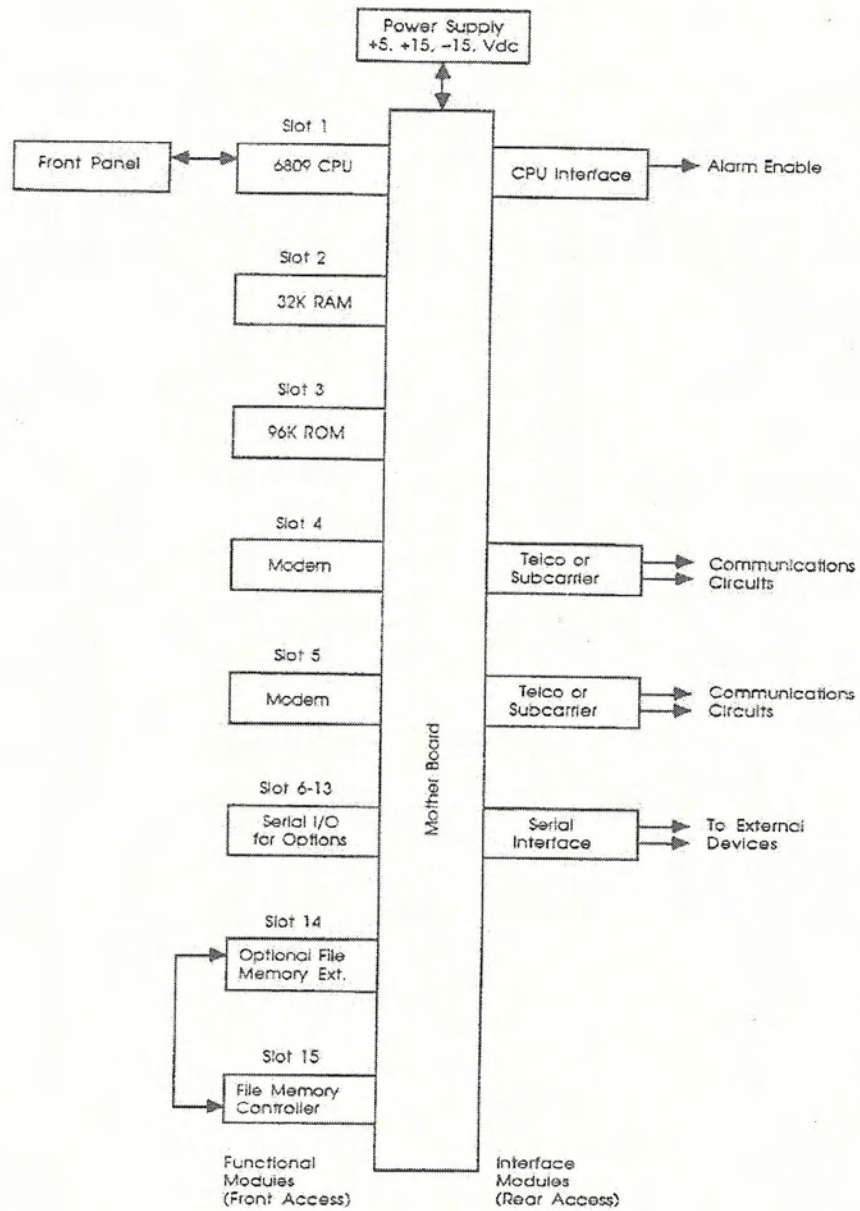 Power Supply
+5, +15, -15, Vdc
Slot 1
Front Panel
6809 CPU
CPU Interface
Alarm Enable
Slot 2
32K RAM
Slot 3
96K ROM
Slot 4
Modem
Telco or
Subcarrier
Communications
Circuits
Slot 5
Modem
Telco or
Subcarrier
Communications
Circuits
Mother Board
Slot 6-13
Serial I/O
for Options
Serial
Interface
To External
Devices
Slot 14
Optional File
Memory Ext.
Slot 15
File Memory
Controller
Functional
Modules
(Front Access)
Interface
Modules
(Rear Access)